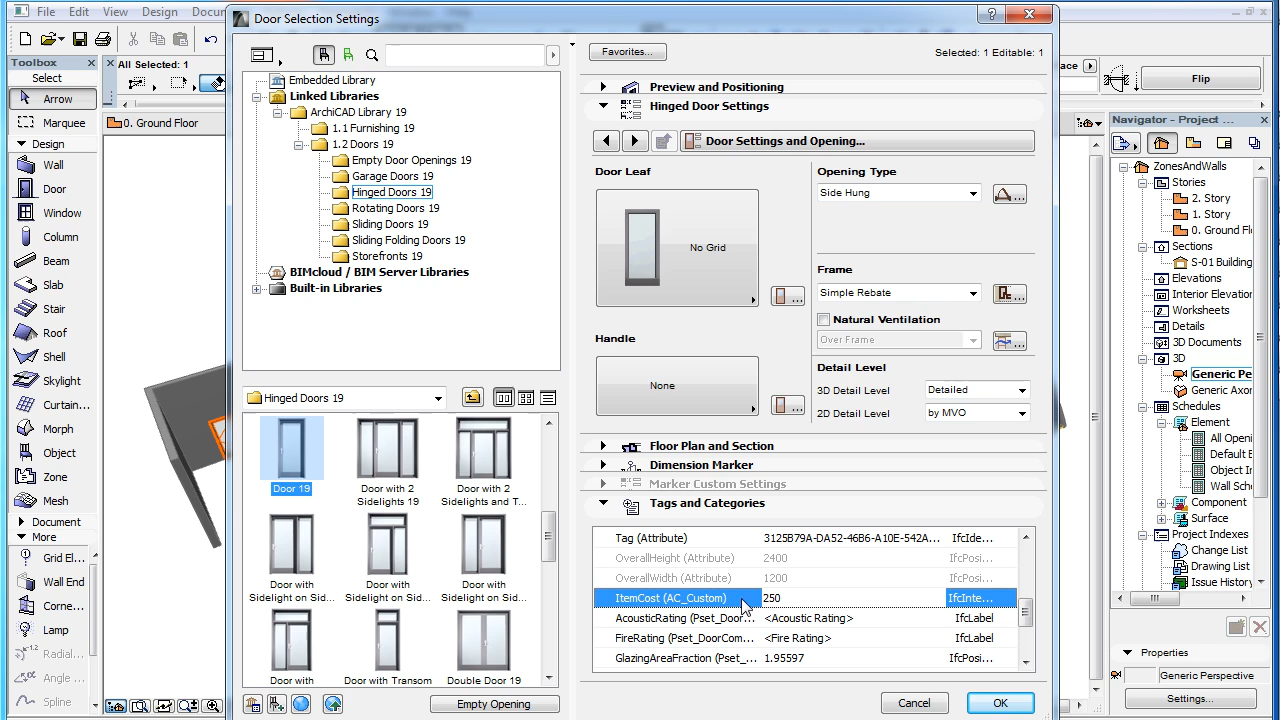 File Edit View Design Docum
Door Selection Settings
?
Toolbox
Select
Arrow
Marquee
Design
Wall
Door
Window
Column
Beam
Slab
Stair
Roof
Shell
Skylight
Curtain...
Morph
Object
Zone
Mesh
Document
More
Grid El...
Wall End
Corne...
Lamp
Radial...
Angle ...
Spline
All Selected: 1
0. Ground Floor
Embedded Library
Linked Libraries
ArchiCAD Library 19
1.1 Furnishing 19
1.2 Doors 19
Empty Door Openings 19
Garage Doors 19
Hinged Doors 19
Rotating Doors 19
Sliding Doors 19
Sliding Folding Doors 19
Storefronts 19
BIMcloud / BIM Server Libraries
Built-in Libraries
Hinged Doors 19
Door 19
Door with 2
Sidelights 19
Door with 2
Sidelights and T...
Door with
Sidelight on Sid...
Door with
Sidelight on Sid...
Door with
Sidelight on Sid...
Door with
Door with Transom
Double Door 19
Empty Opening
Favorites...
Selected: 1 Editable: 1
Preview and Positioning
Hinged Door Settings
Door Settings and Opening...
Door Leaf
No Grid
...
Handle
None
...
Opening Type
Side Hung
...
Frame
Simple Rebate
...
Natural Ventilation
Over Frame
...
Detail Level
3D Detail Level Detailed
2D Detail Level by MVO
Floor Plan and Section
Dimension Marker
Marker Custom Settings
Tags and Categories
Tag (Attribute) 3125B79A-DA52-46B6-A10E-542A... IfcIde...
OverallHeight (Attribute) 2400 IfcPosi...
OverallWidth (Attribute) 1200 IfcPosi...
ItemCost (AC_Custom) 250 IfcInte...
AcousticRating (Pset_Door... <Acoustic Rating> IfcLabel
FireRating (Pset_DoorCom... <Fire Rating> IfcLabel
GlazingAreaFraction (Pset_... 1.95597 IfcPosi...
Cancel
OK
Flip
Navigator - Project ...
ZonesAndWalls
Stories
2. Story
1. Story
0. Ground Fl
Sections
S-01 Building
Elevations
Interior Elevation
Worksheets
Details
3D Documents
3D
Generic Pe
Generic Axon
Schedules
Element
All Openi
Default E
Object In
Wall Sche
Component
Surface
Project Indexes
Change List
Drawing List
Issue History
Properties
Generic Perspective
Settings...